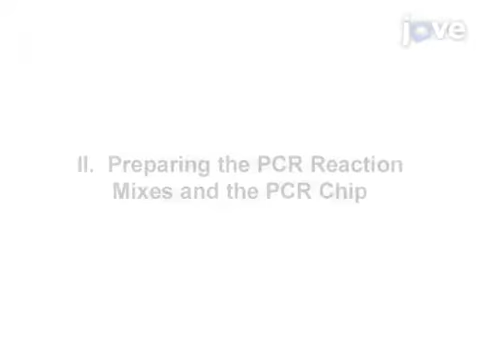 jove
II. Preparing the PCR Reaction
Mixes and the PCR Chip